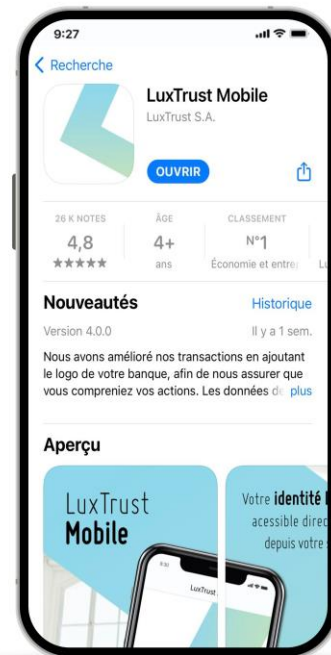 9:27
Recherche
LuxTrust Mobile
LuxTrust S.A.
OUVRIR
26 K NOTES
ÂGE
CLASSEMENT
4,8
4+
N°1
★★★★★
ans
Économie et entre
Nouveautés
Historique
Version 4.0.0
Il y a 1 sem.
Nous avons amélioré nos transactions en ajoutant
le logo de votre banque, afin de nous assurer que
vous compreniez vos actions. Les données de plus
Aperçu
LuxTrust
Mobile
LuxTrust
Votre identité
acessible direc
depuis votre